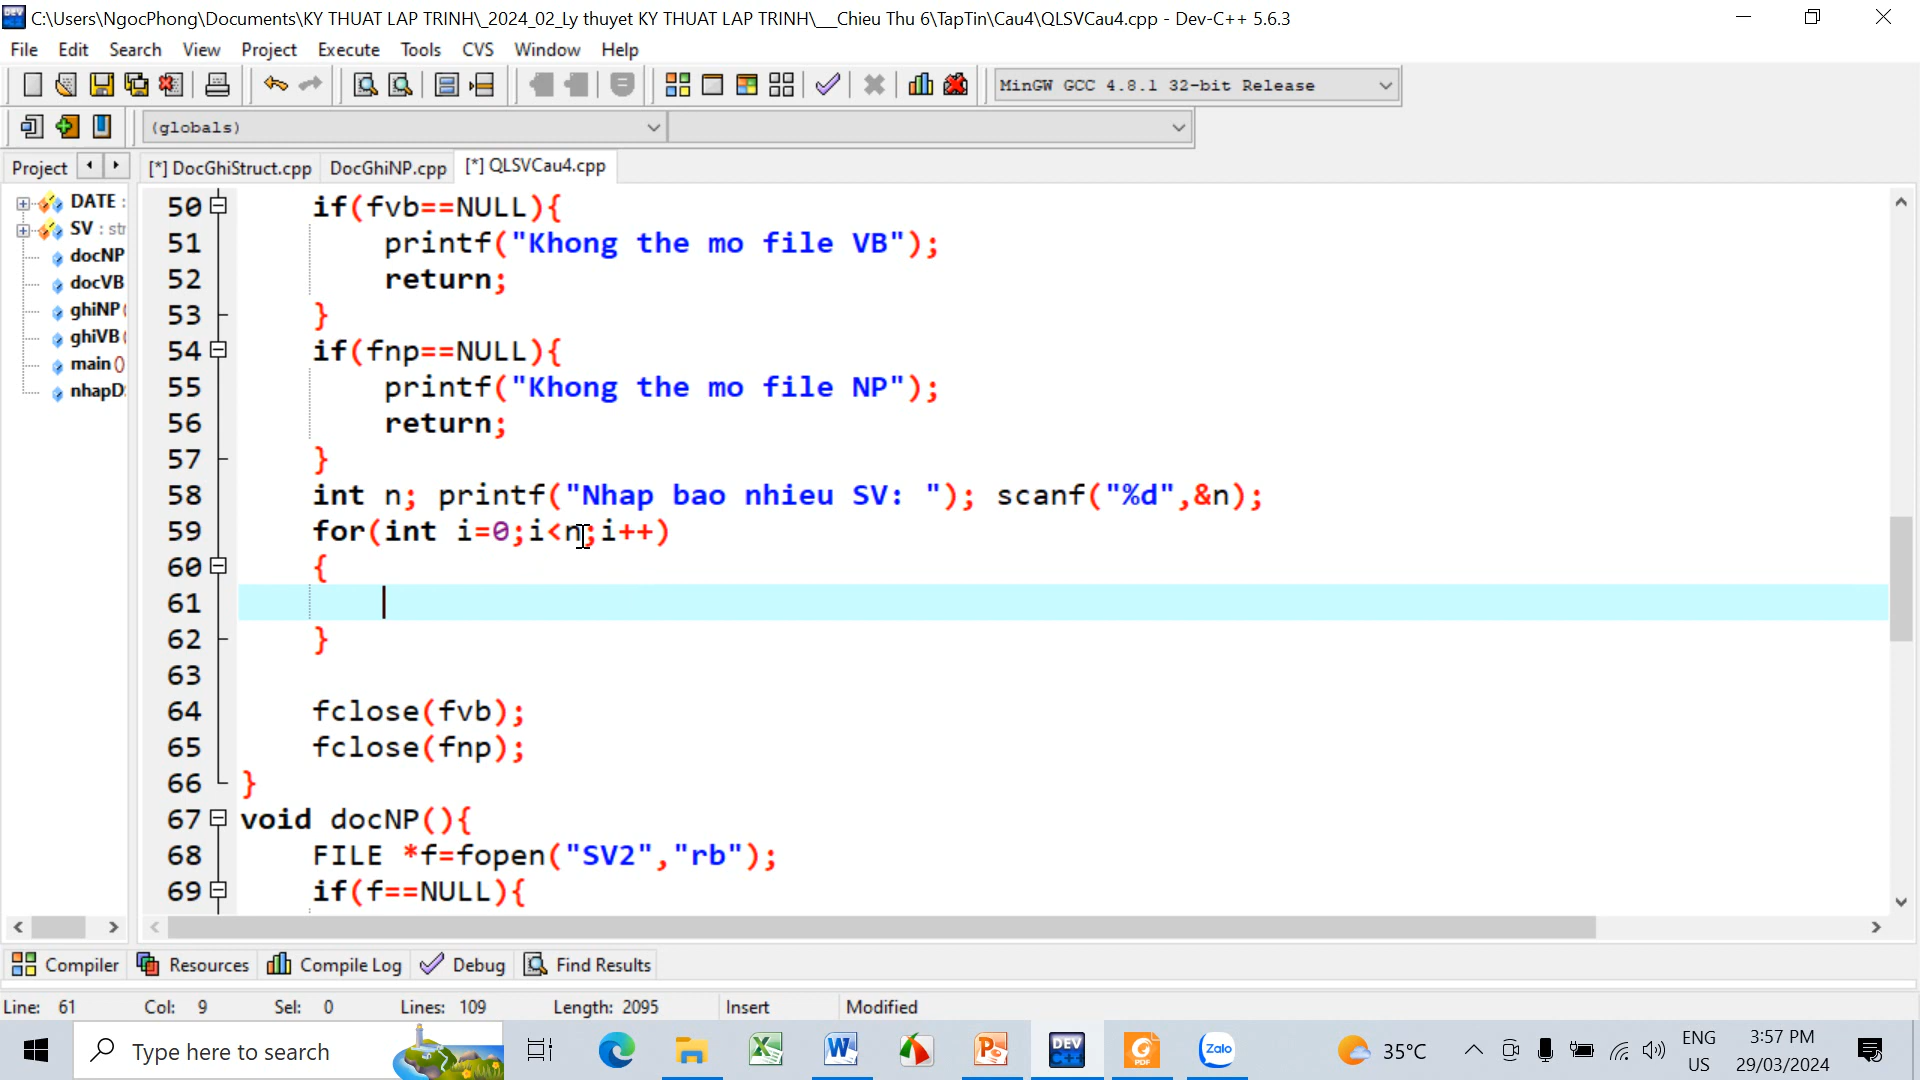 C:\Users\NgocPhong\Documents\KY THUAT LAP TRINH\_2024_02_Ly thuyet KY THUAT LAP TRINH\__Chieu Thu 6\TapTin\Cau4\QLSVCau4.cpp - Dev-C++ 5.6.3
File Edit Search View Project Execute Tools CVS Window Help
MinGW GCC 4.8.1 32-bit Release
(globals)
Project [*] DocGhiStruct.cpp DocGhiNP.cpp [*] QLSVCau4.cpp
DATE :
SV : str
docNP
docVB
ghiNP(
ghiVB(
main ()
nhapD
50 if(fvb==NULL){
51 printf("Khong the mo file VB");
52 return;
53 }
54 if(fnp==NULL){
55 printf("Khong the mo file NP");
56 return;
57 }
58 int n; printf("Nhap bao nhieu SV: "); scanf("%d",&n);
59 for(int i=0;i<n;i++)
60 {
61
62 }
63
64 fclose(fvb);
65 fclose(fnp);
66 }
67 void docNP(){
68 FILE *f=fopen("SV2","rb");
69 if(f==NULL){
Compiler Resources Compile Log Debug Find Results
Line: 61 Col: 9 Sel: 0 Lines: 109 Length: 2095 Insert Modified
Type here to search
DEV C++
PDF
Zalo
35°C
ENG
US
3:57 PM
29/03/2024